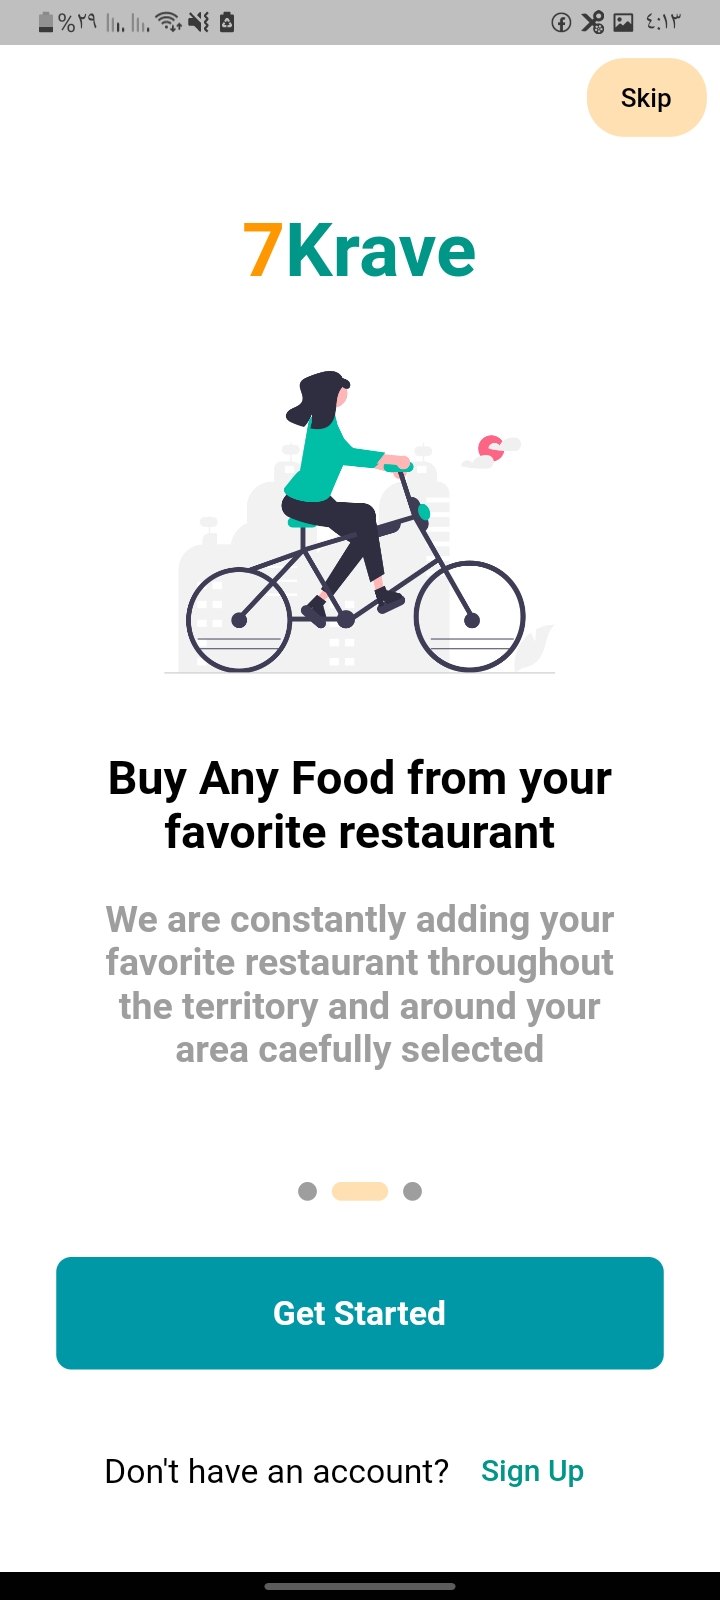 %٢٩ ٤:١٣
Skip
7Krave
Buy Any Food from your
favorite restaurant
We are constantly adding your
favorite restaurant throughout
the territory and around your
area caefully selected
Get Started
Don't have an account? Sign Up